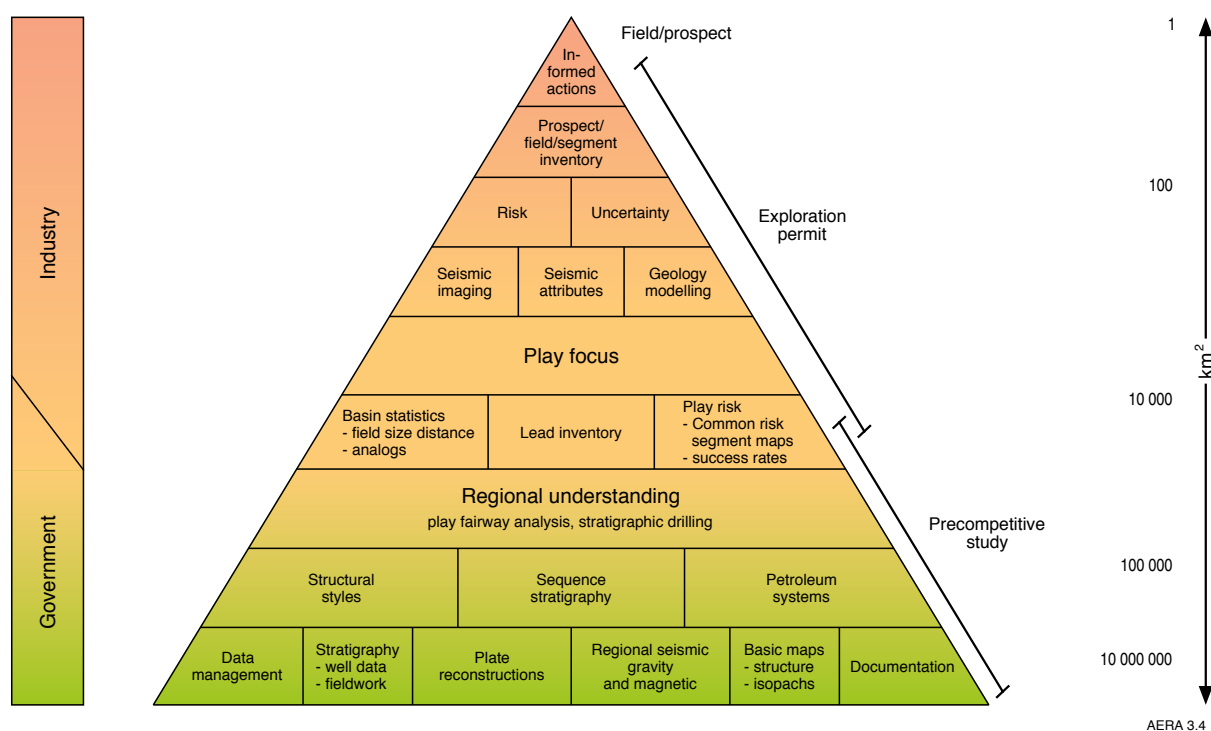 Field/prospect
1
In-
formed
actions
Prospect/
field/segment
inventory
100
Risk
Uncertainty
Exploration
permit
Industry
Seismic
imaging
Seismic
attributes
Geology
modelling
Play focus
km²
10 000
Basin statistics
- field size distance
- analogs
Lead inventory
Play risk
- Common risk
segment maps
- success rates
Regional understanding
play fairway analysis, stratigraphic drilling
Precompetitive
study
Government
100 000
Structural
styles
Sequence
stratigraphy
Petroleum
systems
Data
management
Stratigraphy
- well data
- fieldwork
Plate
reconstructions
Regional seismic
gravity
and magnetic
Basic maps
- structure
- isopachs
Documentation
10 000 000
AERA 3.4